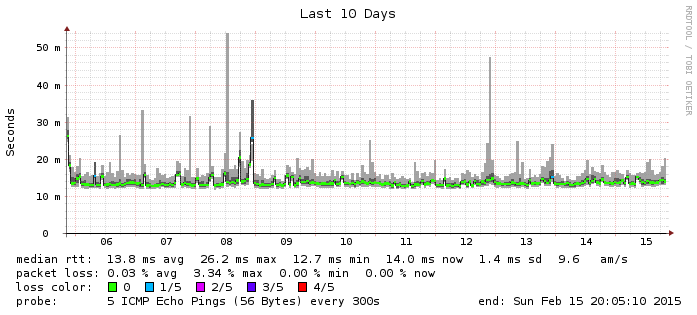 Last 10 Days
RRDTOOL / TOBI OETIKER
Seconds
50 m
40 m
30 m
20 m
10 m
0
06 07 08 09 10 11 12 13 14 15
median rtt: 13.8 ms avg 26.2 ms max 12.7 ms min 14.0 ms now 1.4 ms sd 9.6 am/s
packet loss: 0.03 % avg 3.34 % max 0.00 % min 0.00 % now
loss color: 0 1/5 2/5 3/5 4/5
probe: 5 ICMP Echo Pings (56 Bytes) every 300s end: Sun Feb 15 20:05:10 2015